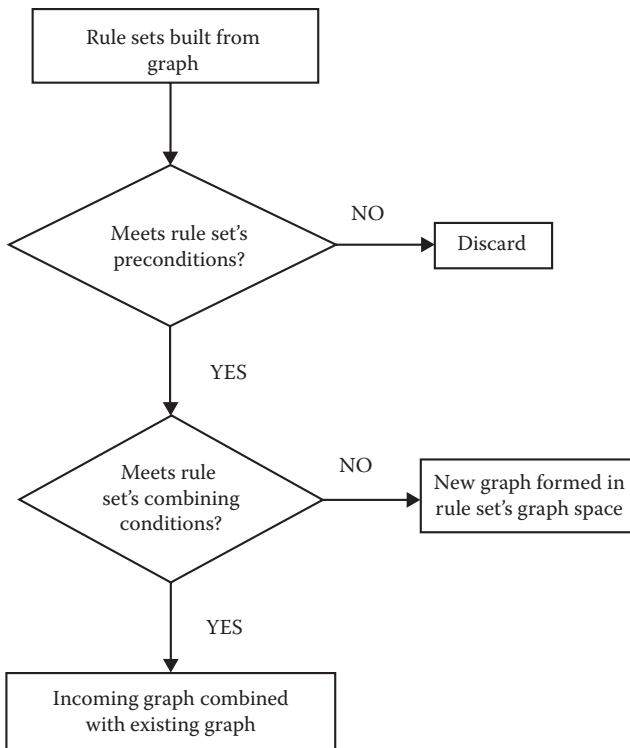 Rule sets built from
graph
Meets rule set's
preconditions?
NO
Discard
YES
Meets rule
set's combining
conditions?
NO
New graph formed in
rule set's graph space
YES
Incoming graph combined
with existing graph